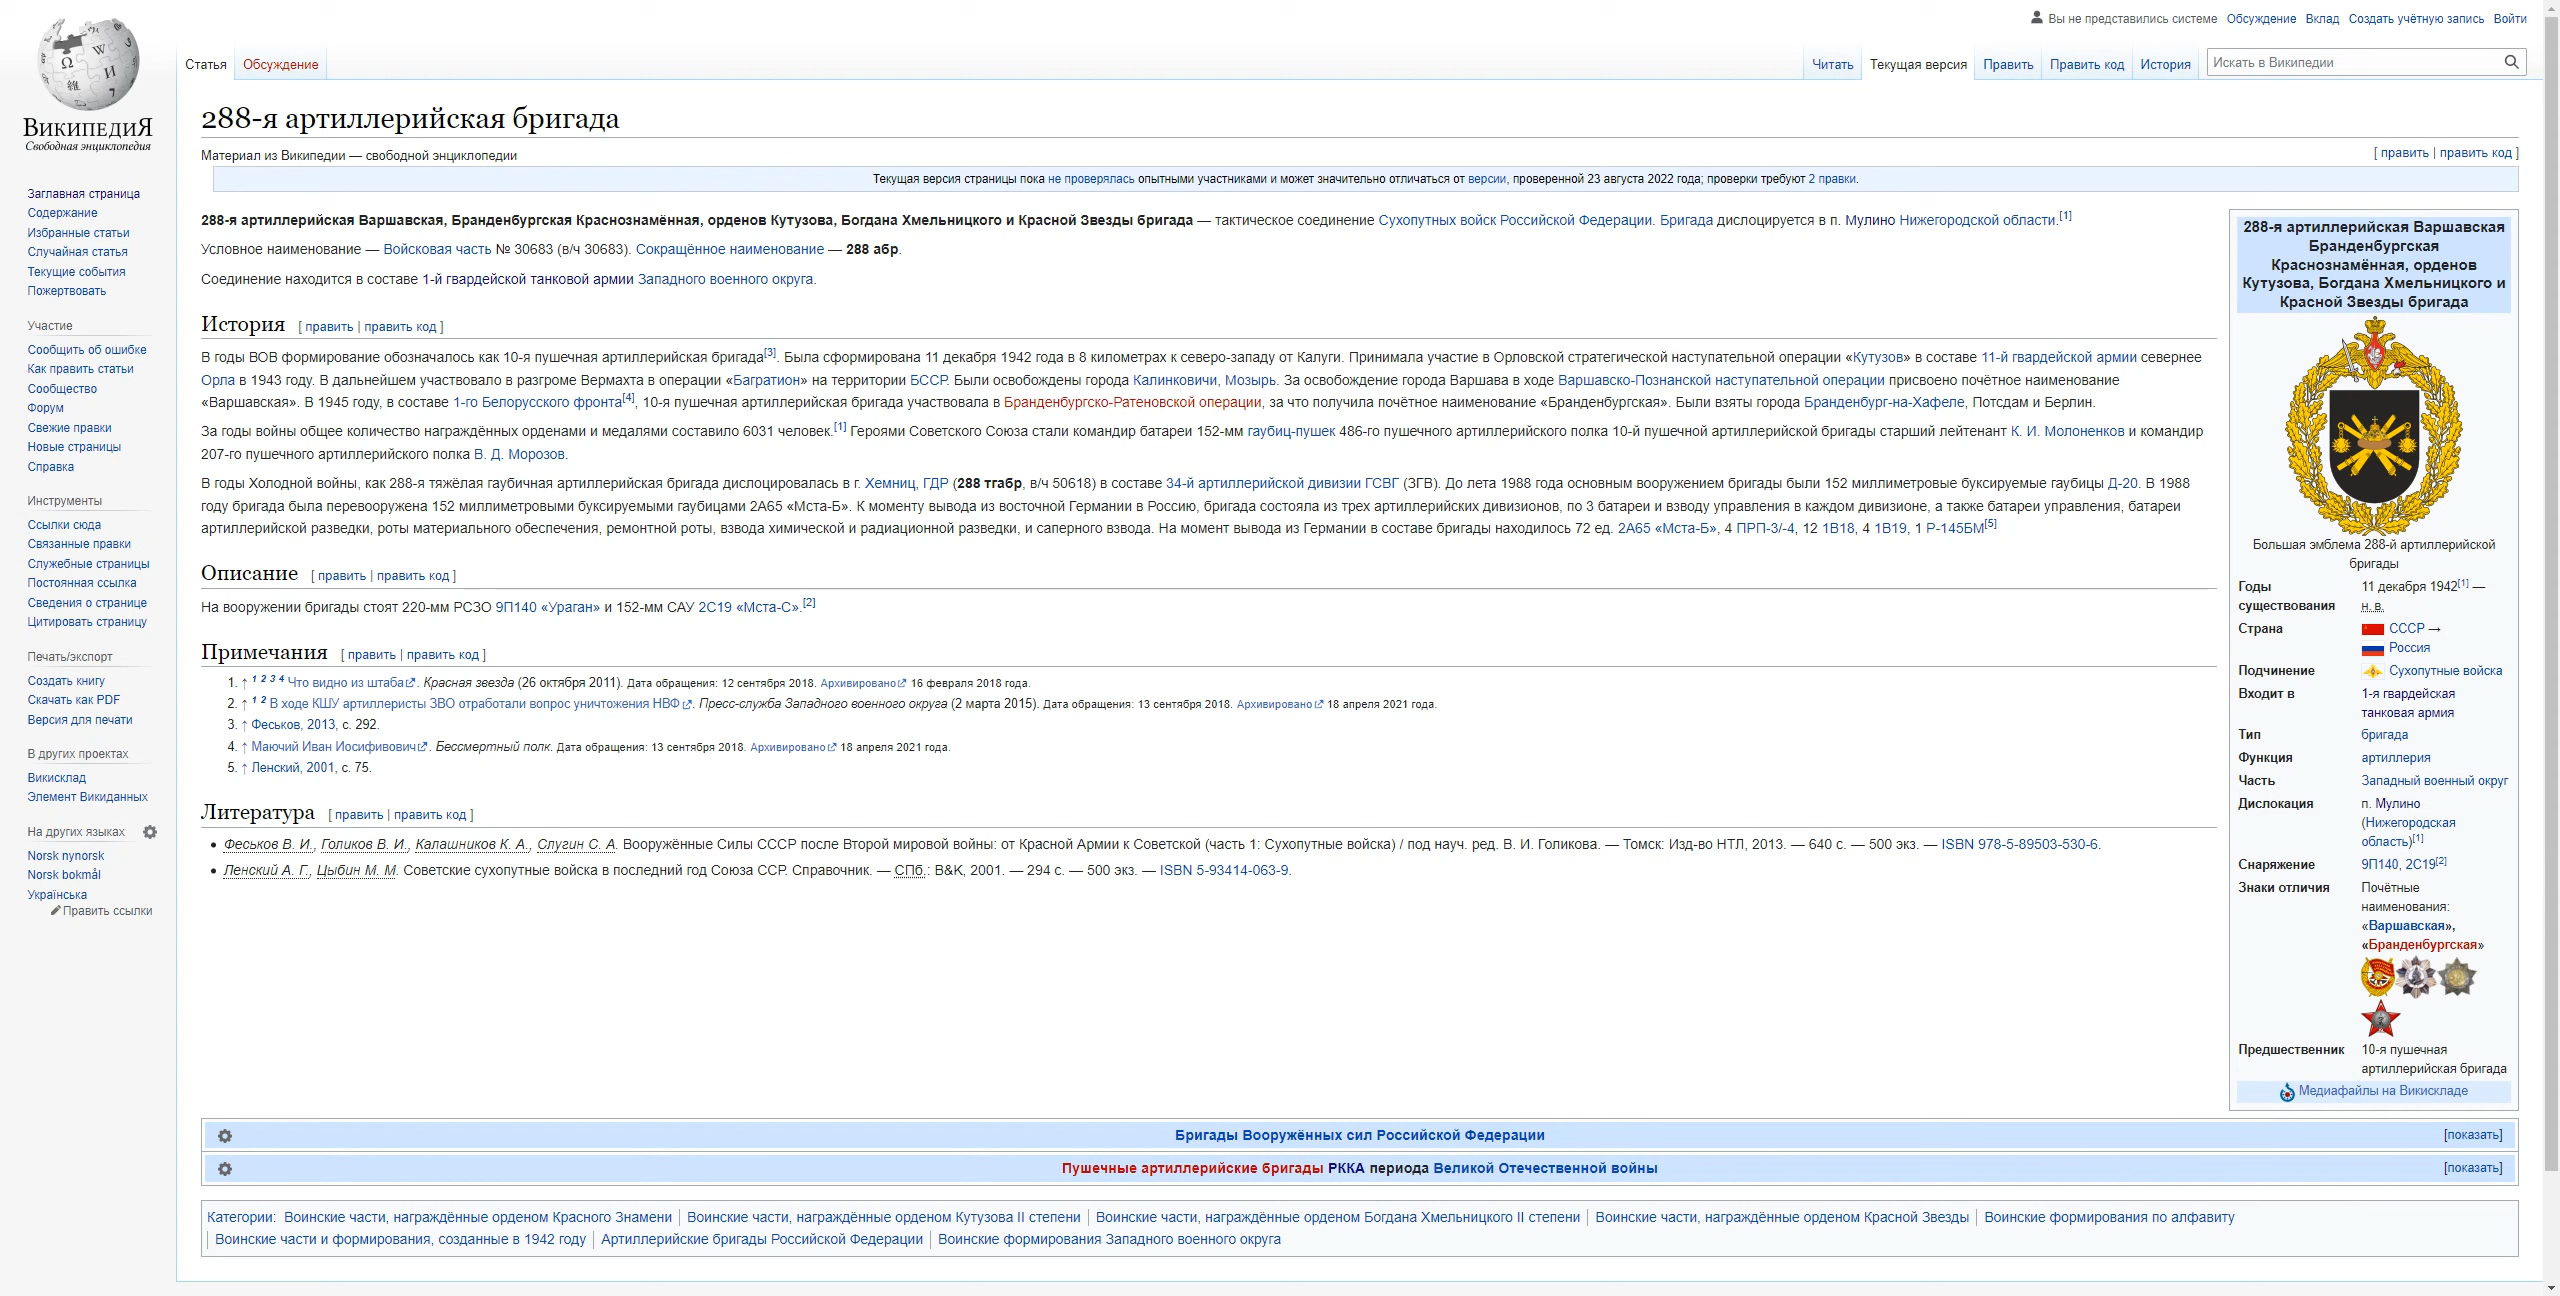 Вы не представились системе Обсуждение Вклад Создать учётную запись Войти
Статья Обсуждение Читать Текущая версия Править Править код История Искать в Википедии
ВИКИПЕДИЯ
Свободная энциклопедия
Заглавная страница
Содержание
Избранные статьи
Случайная статья
Текущие события
Пожертвовать
Участие
Сообщить об ошибке
Как править статьи
Сообщество
Форум
Свежие правки
Новые страницы
Справка
Инструменты
Ссылки сюда
Связанные правки
Служебные страницы
Постоянная ссылка
Сведения о странице
Цитировать страницу
Печать/экспорт
Создать книгу
Скачать как PDF
Версия для печати
В других проектах
Викисклад
Элемент Викиданных
На других языках
Norsk nynorsk
Norsk bokmål
Українська
Править ссылки
288-я артиллерийская бригада
Материал из Википедии — свободной энциклопедии [ править | править код ]
Текущая версия страницы пока не проверялась опытными участниками и может значительно отличаться от версии, проверенной 23 августа 2022 года; проверки требуют 2 правки.
288-я артиллерийская Варшавская, Бранденбургская Краснознамённая, орденов Кутузова, Богдана Хмельницкого и Красной Звезды бригада — тактическое соединение Сухопутных войск Российской Федерации. Бригада дислоцируется в п. Мулино Нижегородской области.[1]
Условное наименование — Войсковая часть № 30683 (в/ч 30683). Сокращённое наименование — 288 абр.
Соединение находится в составе 1-й гвардейской танковой армии Западного военного округа.
История [ править | править код ]
В годы ВОВ формирование обозначалось как 10-я пушечная артиллерийская бригада[3]. Была сформирована 11 декабря 1942 года в 8 километрах к северо-западу от Калуги. Принимала участие в Орловской стратегической наступательной операции «Кутузов» в составе 11-й гвардейской армии севернее
Орла в 1943 году. В дальнейшем участвовало в разгроме Вермахта в операции «Багратион» на территории БССР. Были освобождены города Калинковичи, Мозырь. За освобождение города Варшава в ходе Варшавско-Познанской наступательной операции присвоено почётное наименование
«Варшавская». В 1945 году, в составе 1-го Белорусского фронта[4], 10-я пушечная артиллерийская бригада участвовала в Бранденбургско-Ратеновской операции, за что получила почётное наименование «Бранденбургская». Были взяты города Бранденбург-на-Хафеле, Потсдам и Берлин.
За годы войны общее количество награждённых орденами и медалями составило 6031 человек.[1] Героями Советского Союза стали командир батареи 152-мм гаубиц-пушек 486-го пушечного артиллерийского полка 10-й пушечной артиллерийской бригады старший лейтенант К. И. Молоненков и командир
207-го пушечного артиллерийского полка В. Д. Морозов.
В годы Холодной войны, как 288-я тяжёлая гаубичная артиллерийская бригада дислоцировалась в г. Хемниц, ГДР (288 тгабр, в/ч 50618) в составе 34-й артиллерийской дивизии ГСВГ (ЗГВ). До лета 1988 года основным вооружением бригады были 152 миллиметровые буксируемые гаубицы Д-20. В 1988
году бригада была перевооружена 152 миллиметровыми буксируемыми гаубицами 2А65 «Мста-Б». К моменту вывода из восточной Германии в Россию, бригада состояла из трех артиллерийских дивизионов, по 3 батареи и взводу управления в каждом дивизионе, а также батареи управления, батареи
артиллерийской разведки, роты материального обеспечения, ремонтной роты, взвода химической и радиационной разведки, и саперного взвода. На момент вывода из Германии в составе бригады находилось 72 ед. 2А65 «Мста-Б», 4 ПРП-3/-4, 12 1В18, 4 1В19, 1 Р-145БМ[5]
Описание [ править | править код ]
На вооружении бригады стоят 220-мм РСЗО 9П140 «Ураган» и 152-мм САУ 2С19 «Мста-С».[2]
Примечания [ править | править код ]
1. ↑ 1 2 3 4 Что видно из штаба. Красная звезда (26 октября 2011). Дата обращения: 12 сентября 2018. Архивировано 16 февраля 2018 года.
2. ↑ 1 2 В ходе КШУ артиллеристы ЗВО отработали вопрос уничтожения НВФ. Пресс-служба Западного военного округа (2 марта 2015). Дата обращения: 13 сентября 2018. Архивировано 18 апреля 2021 года.
3. ↑ Феськов, 2013, с. 292.
4. ↑ Маючий Иван Иосифивович. Бессмертный полк. Дата обращения: 13 сентября 2018. Архивировано 18 апреля 2021 года.
5. ↑ Ленский, 2001, с. 75.
Литература [ править | править код ]
• Феськов В. И., Голиков В. И., Калашников К. А., Слугин С. А. Вооружённые Силы СССР после Второй мировой войны: от Красной Армии к Советской (часть 1: Сухопутные войска) / под науч. ред. В. И. Голикова. — Томск: Изд-во НТЛ, 2013. — 640 с. — 500 экз. — ISBN 978-5-89503-530-6.
• Ленский А. Г., Цыбин М. М. Советские сухопутные войска в последний год Союза ССР. Справочник. — СПб.: B&K, 2001. — 294 с. — 500 экз. — ISBN 5-93414-063-9.
288-я артиллерийская Варшавская
Бранденбургская
Краснознамённая, орденов
Кутузова, Богдана Хмельницкого и
Красной Звезды бригада
Большая эмблема 288-й артиллерийской
бригады
Годы 11 декабря 1942[1] —
существования н. в.
Страна СССР →
Россия
Подчинение Сухопутные войска
Входит в 1-я гвардейская
танковая армия
Тип бригада
Функция артиллерия
Часть Западный военный округ
Дислокация п. Мулино
(Нижегородская
область)[1]
Снаряжение 9П140, 2С19[2]
Знаки отличия Почётные
наименования:
«Варшавская»,
«Бранденбургская»
Предшественник 10-я пушечная
артиллерийская бригада
Медиафайлы на Викискладе
Бригады Вооружённых сил Российской Федерации [показать]
Пушечные артиллерийские бригады РККА периода Великой Отечественной войны [показать]
Категории: Воинские части, награждённые орденом Красного Знамени | Воинские части, награждённые орденом Кутузова II степени | Воинские части, награждённые орденом Богдана Хмельницкого II степени | Воинские части, награждённые орденом Красной Звезды | Воинские формирования по алфавиту
| Воинские части и формирования, созданные в 1942 году | Артиллерийские бригады Российской Федерации | Воинские формирования Западного военного округа